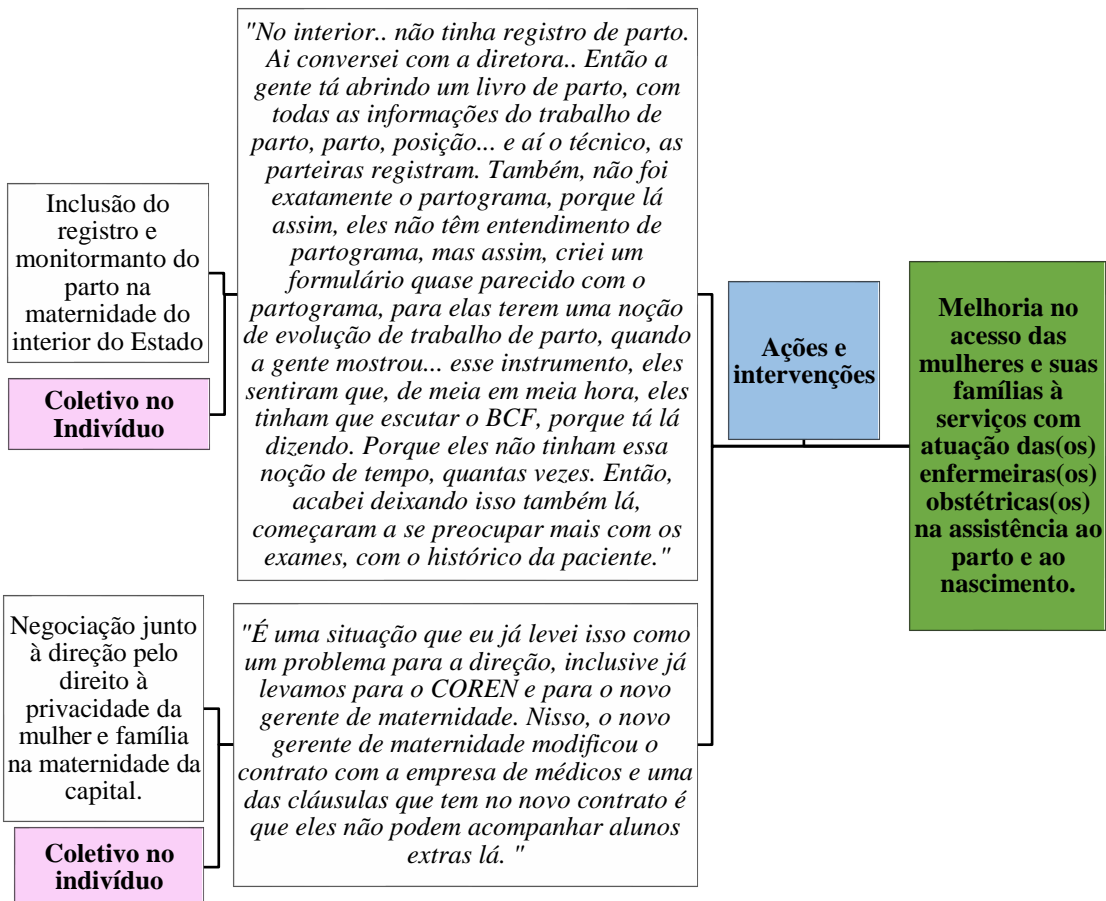 "No interior.. não tinha registro de parto.
Ai conversei com a diretora.. Então a
gente tá abrindo um livro de parto, com
todas as informações do trabalho de
parto, parto, posição... e aí o técnico, as
parteiras registram. Também, não foi
exatamente o partograma, porque lá
assim, eles não têm entendimento de
partograma, mas assim, criei um
formulário quase parecido com o
partograma, para elas terem uma noção
de evolução de trabalho de parto, quando
a gente mostrou... esse instrumento, eles
sentiram que, de meia em meia hora, eles
tinham que escutar o BCF, porque tá lá
dizendo. Porque eles não tinham essa
noção de tempo, quantas vezes. Então,
acabei deixando isso também lá,
começaram a se preocupar mais com os
exames, com o histórico da paciente."
Inclusão do
registro e
monitormanto do
parto na
maternidade do
interior do Estado
Coletivo no
Indivíduo
Ações e
intervenções
Melhoria no
acesso das
mulheres e suas
famílias à
serviços com
atuação das(os)
enfermeiras(os)
obstétricas(os)
na assistência ao
parto e ao
nascimento.
Negociação junto
à direção pelo
direito à
privacidade da
mulher e família
na maternidade da
capital.
Coletivo no
indivíduo
"É uma situação que eu já levei isso como
um problema para a direção, inclusive já
levamos para o COREN e para o novo
gerente de maternidade. Nisso, o novo
gerente de maternidade modificou o
contrato com a empresa de médicos e uma
das cláusulas que tem no novo contrato é
que eles não podem acompanhar alunos
extras lá. "